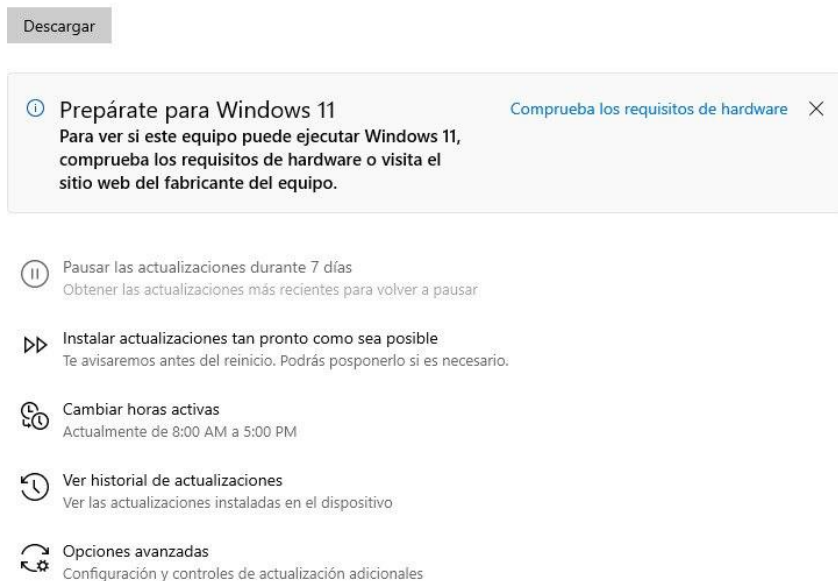 Descargar
Prepárate para Windows 11
Comprueba los requisitos de hardware
Para ver si este equipo puede ejecutar Windows 11,
comprueba los requisitos de hardware o visita el
sitio web del fabricante del equipo.
Pausar las actualizaciones durante 7 días
Obtener las actualizaciones más recientes para volver a pausar
Instalar actualizaciones tan pronto como sea posible
Te avisaremos antes del reinicio. Podrás posponerlo si es necesario.
Cambiar horas activas
Actualmente de 8:00 AM a 5:00 PM
Ver historial de actualizaciones
Ver las actualizaciones instaladas en el dispositivo
Opciones avanzadas
Configuración y controles de actualización adicionales